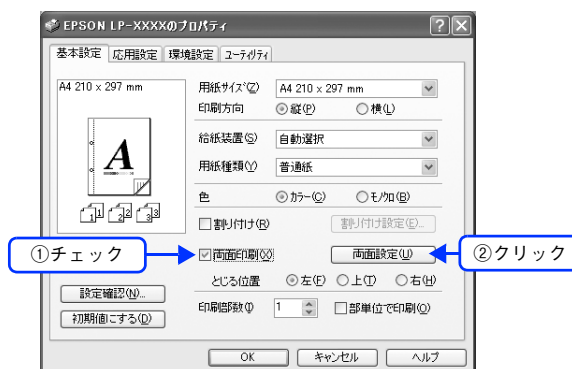 EPSON LP-XXXXのプロパティ
基本設定 応用設定 環境設定 ユーティリティ
A4 210 x 297 mm
A
1 1 2 2 3 3
用紙サイズ(Z) A4 210 x 297 mm
印刷方向 縦(P) 横(L)
給紙装置(S) 自動選択
用紙種類(Y) 普通紙
色 カラー(C) モノクロ(B)
割り付け(R) 割り付け設定(E)...
①チェック
両面印刷(X) 両面設定(U)
②クリック
とじる位置 左(F) 上(T) 右(H)
設定確認(N)...
印刷部数(I) 1 部単位で印刷(O)
初期値にする(D)
OK キャンセル ヘルプ